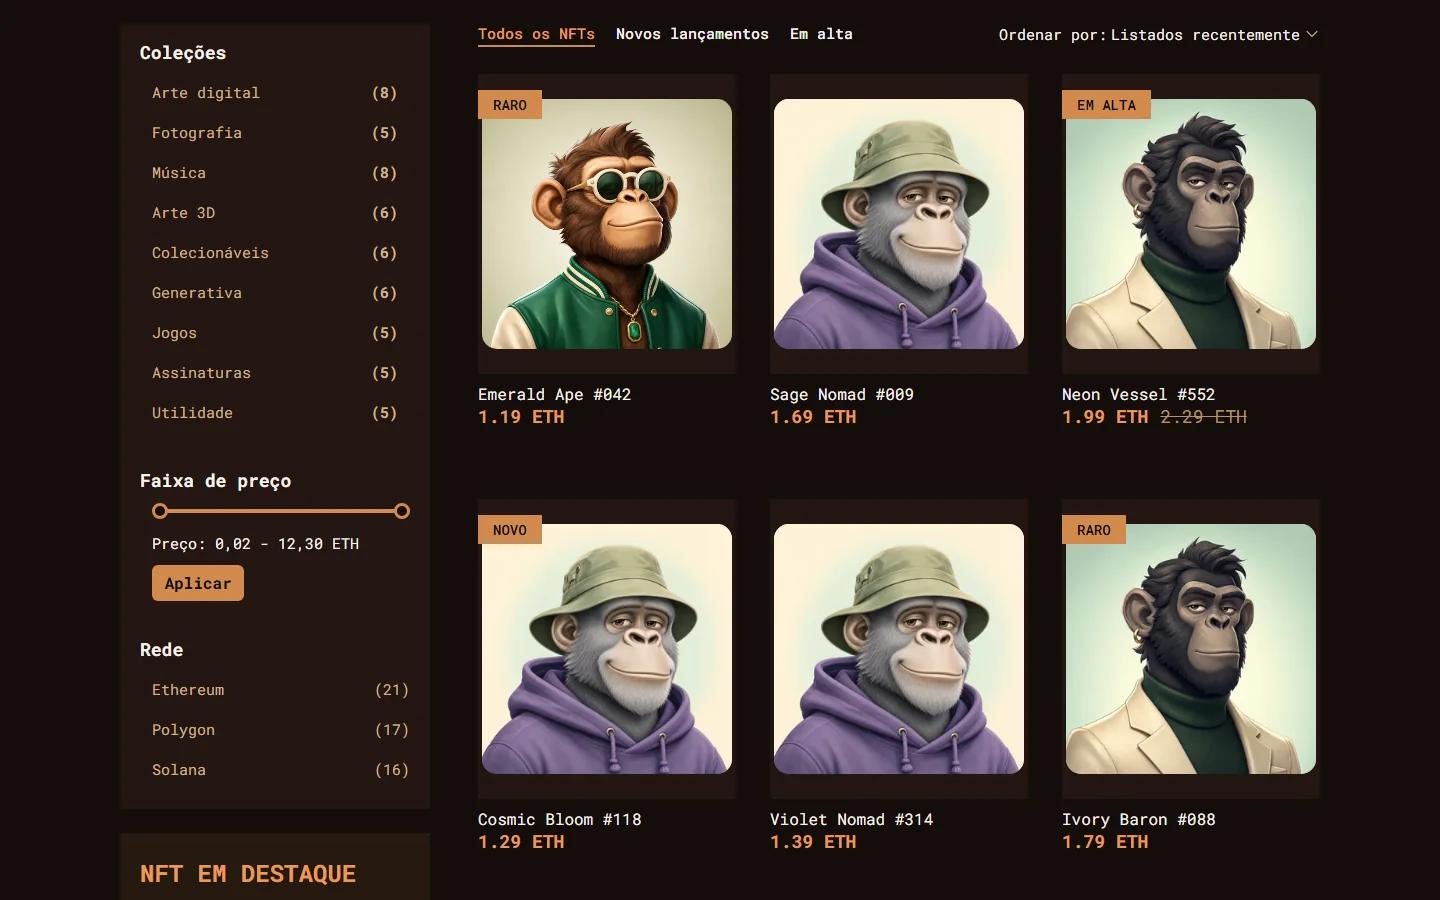 Coleções
Arte digital (8)
Fotografia (5)
Música (8)
Arte 3D (6)
Colecionáveis (6)
Generativa (6)
Jogos (5)
Assinaturas (5)
Utilidade (5)
Faixa de preço
Preço: 0,02 - 12,30 ETH
Aplicar
Rede
Ethereum (21)
Polygon (17)
Solana (16)
NFT EM DESTAQUE
Todos os NFTs Novos lançamentos Em alta Ordenar por: Listados recentemente
RARO
EM ALTA
Emerald Ape #042
1.19 ETH
Sage Nomad #009
1.69 ETH
Neon Vessel #552
1.99 ETH 2.29 ETH
NOVO
RARO
Cosmic Bloom #118
1.29 ETH
Violet Nomad #314
1.39 ETH
Ivory Baron #088
1.79 ETH